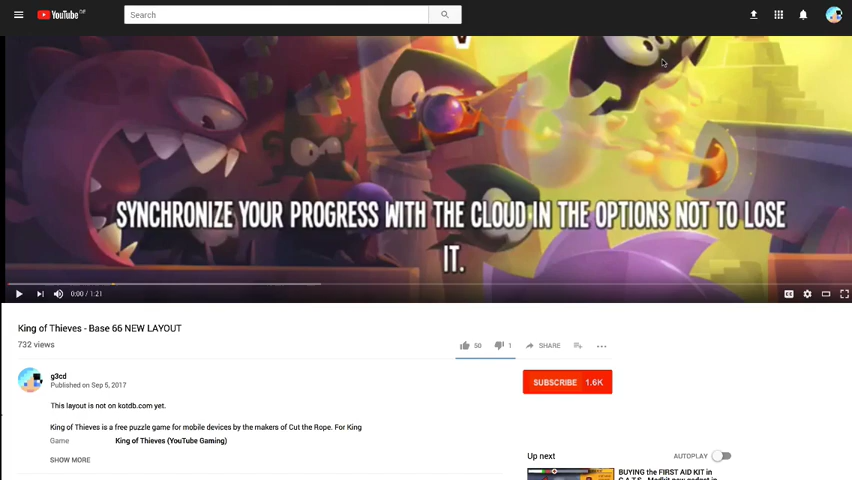 YouTube
Search
SYNCHRONIZE YOUR PROGRESS WITH THE CLOUD IN THE OPTIONS NOT TO LOSE
IT.
0:00 / 1:21
King of Thieves - Base 66 NEW LAYOUT
732 views
50
1
SHARE
g3cd
Published on Sep 5, 2017
SUBSCRIBE 1.6K
This layout is not on kotdb.com yet.
King of Thieves is a free puzzle game for mobile devices by the makers of Cut the Rope. For King
Game King of Thieves (YouTube Gaming)
SHOW MORE
Up next
AUTOPLAY
BUYING the FIRST AID KIT in